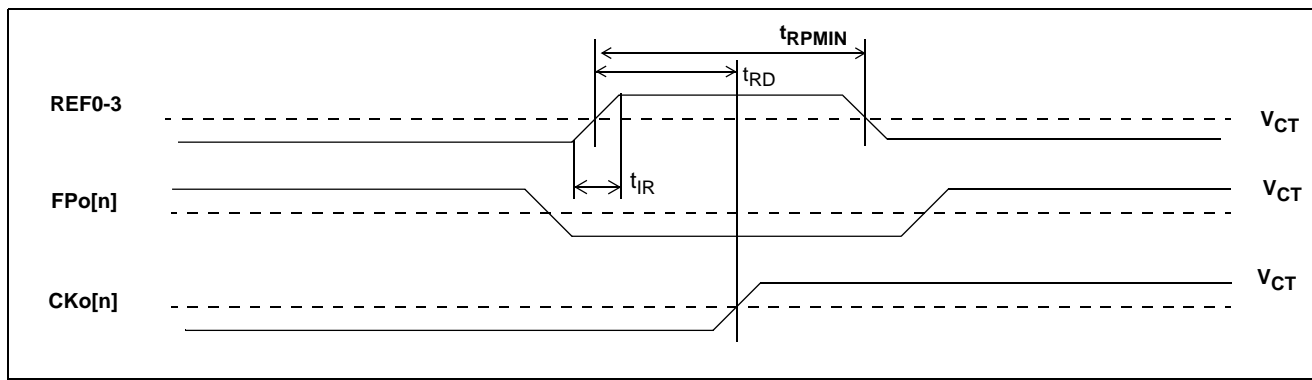 tRPMIN
tRD
REF0-3
VCT
tIR
FPo[n]
VCT
CKo[n]
VCT